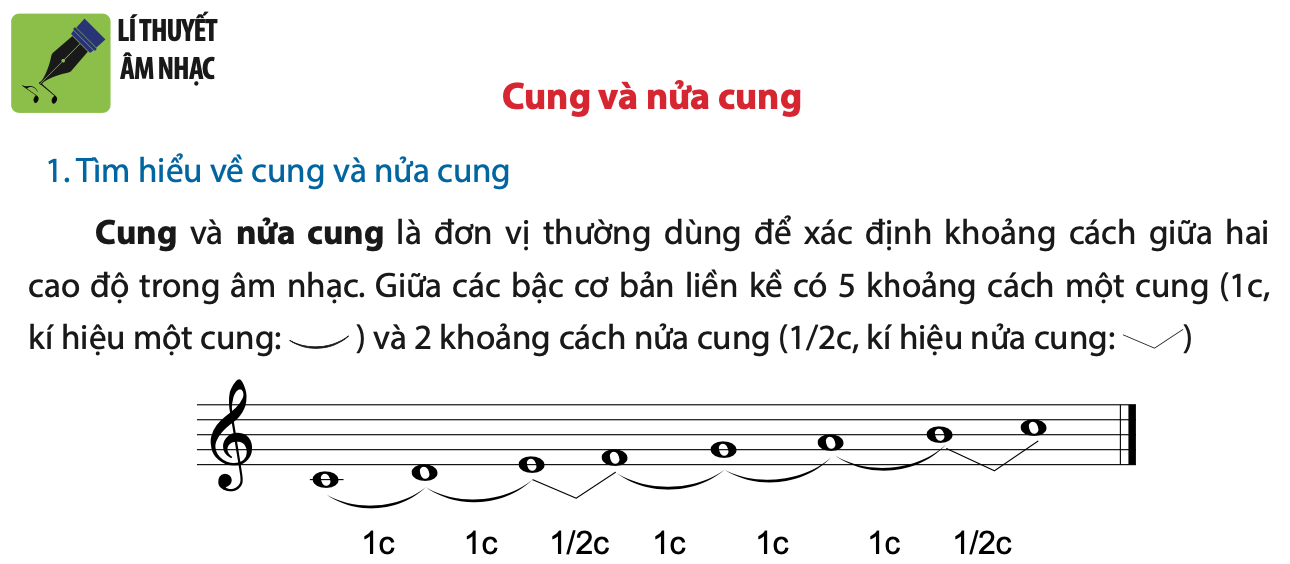 LÍ THUYẾT
ÂM NHẠC
Cung và nửa cung
1. Tìm hiểu về cung và nửa cung
Cung và nửa cung là đơn vị thường dùng để xác định khoảng cách giữa hai
cao độ trong âm nhạc. Giữa các bậc cơ bản liền kề có 5 khoảng cách một cung (1c,
kí hiệu một cung: ) và 2 khoảng cách nửa cung (1/2c, kí hiệu nửa cung: )
1c 1c 1/2c 1c 1c 1c 1/2c